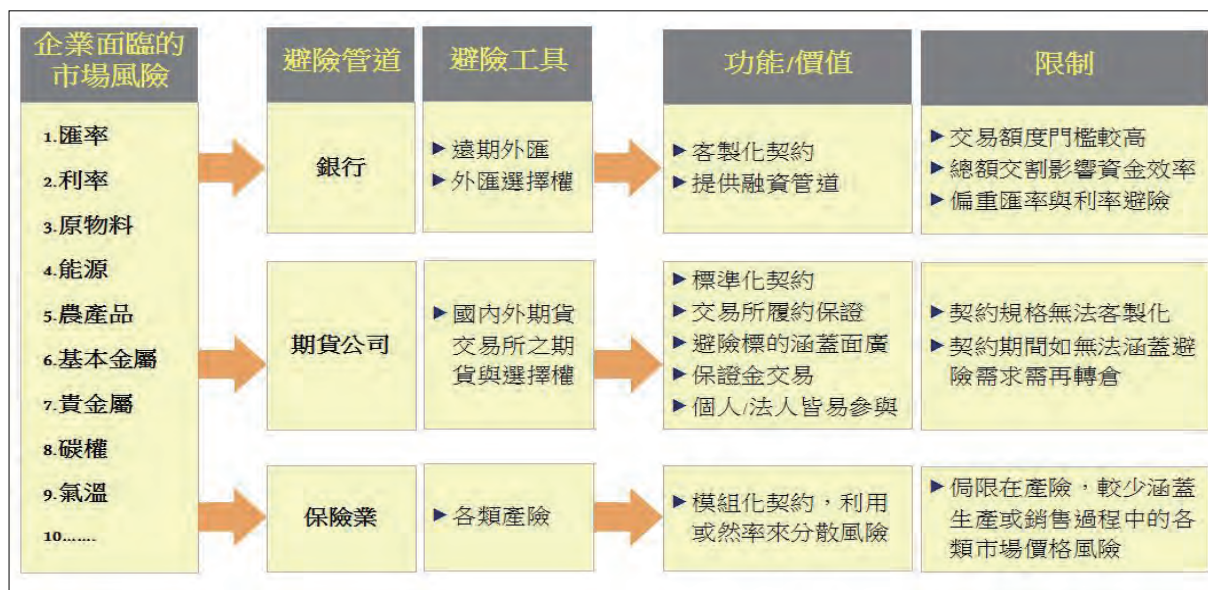 企業面臨的
市場風險
避險管道
避險工具
功能/價值
限制
1.匯率
2.利率
3.原物料
4.能源
5.農產品
6.基本金屬
7.貴金屬
8.碳權
9.氣溫
10.......
銀行
►遠期外匯
►外匯選擇權
►客製化契約
►提供融資管道
►交易額度門檻較高
►總額交割影響資金效率
►偏重匯率與利率避險
期貨公司
►國內外期貨
交易所之期
貨與選擇權
►標準化契約
►交易所履約保證
►避險標的涵蓋面廣
►保證金交易
►個人/法人皆易參與
►契約規格無法客製化
►契約期間如無法涵蓋避
險需求需再轉倉
保險業
►各類產險
►模組化契約，利用
或然率來分散風險
►侷限在產險，較少涵蓋
生產或銷售過程中的各
類市場價格風險